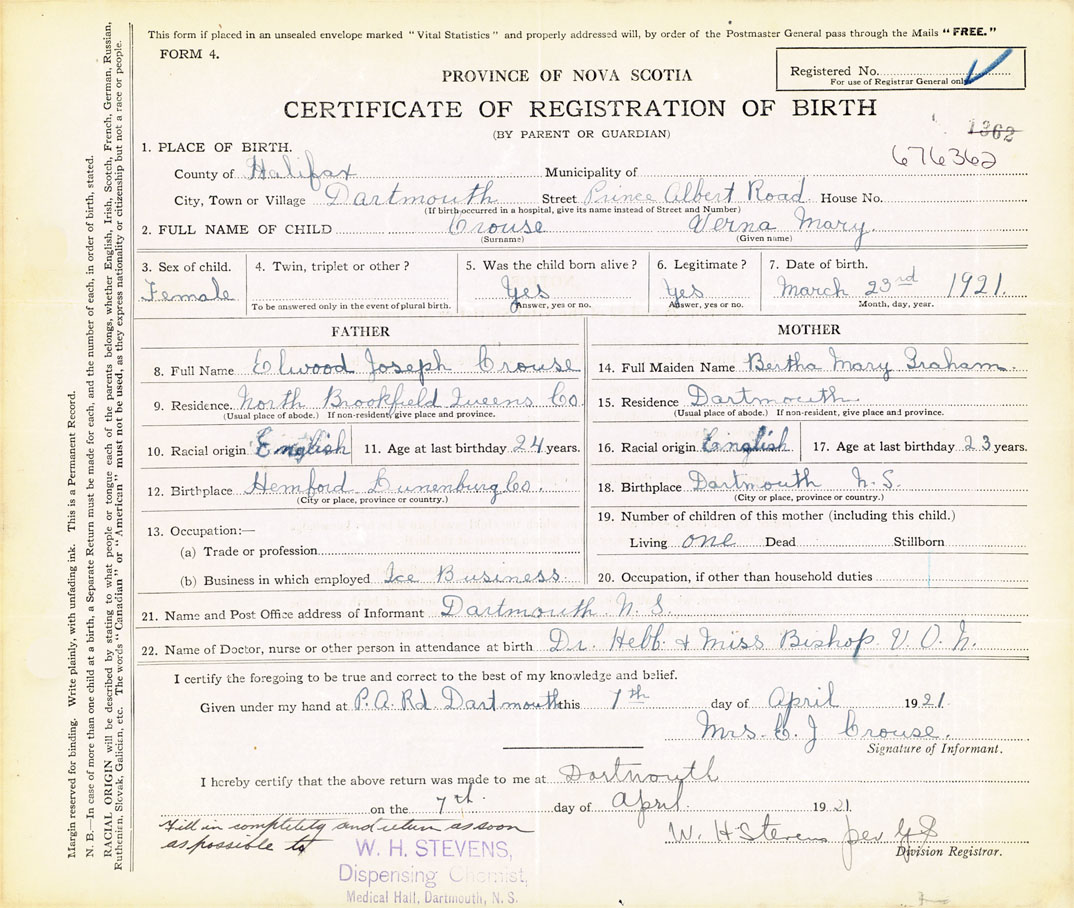 This form if placed in an unsealed envelope marked "Vital Statistics" and properly addressed will, by order of the Postmaster General pass through the Mails "FREE."
FORM 4.
PROVINCE OF NOVA SCOTIA
Registered No.
For use of Registrar General only
CERTIFICATE OF REGISTRATION OF BIRTH
(BY PARENT OR GUARDIAN)
1362
676362
1. PLACE OF BIRTH.
County of Halifax Municipality of
City, Town or Village Dartmouth Street Prince Albert Road House No.
(If birth occurred in a hospital, give its name instead of Street and Number)
2. FULL NAME OF CHILD Crouse Verna Mary.
(Surname) (Given name)
3. Sex of child. 4. Twin, triplet or other? 5. Was the child born alive? 6. Legitimate? 7. Date of birth.
Female Yes Yes March 23rd 1921.
To be answered only in the event of plural birth. Answer, yes or no. Answer, yes or no. Month, day, year.
FATHER
8. Full Name Elwood Joseph Crouse
9. Residence. North Brookfield Queens Co
(Usual place of abode.) If non-resident, give place and province.
10. Racial origin English 11. Age at last birthday 24 years.
12. Birthplace Hemford Lunenburg Co.
(City or place, province or country.)
13. Occupation:—
(a) Trade or profession
(b) Business in which employed Ice Business.
MOTHER
14. Full Maiden Name Bertha Mary Graham.
15. Residence Dartmouth
(Usual place of abode.) If non-resident, give place and province.
16. Racial origin English 17. Age at last birthday 23 years.
18. Birthplace Dartmouth N. S.
(City or place, province or country.)
19. Number of children of this mother (including this child.)
Living one Dead Stillborn
20. Occupation, if other than household duties
21. Name and Post Office address of Informant Dartmouth N. S.
22. Name of Doctor, nurse or other person in attendance at birth Dr. Hebb & Miss Bishop. V. O. N.
I certify the foregoing to be true and correct to the best of my knowledge and belief.
Given under my hand at P.A. Rd. Dartmouth this 7th day of April 1921.
Mrs. E. J Crouse.
Signature of Informant.
I hereby certify that the above return was made to me at Dartmouth
on the 7th. day of April. 1921.
Fill in completely and return as soon
as possible to
W. H Stevens per
Division Registrar.
W. H. STEVENS,
Dispensing Chemist,
Medical Hall, Dartmouth, N. S.
Margin reserved for binding. Write plainly, with unfading ink. This is a Permanent Record.
N. B.—In case of more than one child at a birth, a Separate Return must be made for each, and the number of each, in order of birth, stated.
RACIAL ORIGIN will be described by stating to what people or tongue each of the parents belongs, whether English, Irish, Scotch, French, German, Russian,
Ruthenien, Slovak, Galician, etc. The words "Canadian" or "American" must not be used, as they express nationality or citizenship but not a race or people.